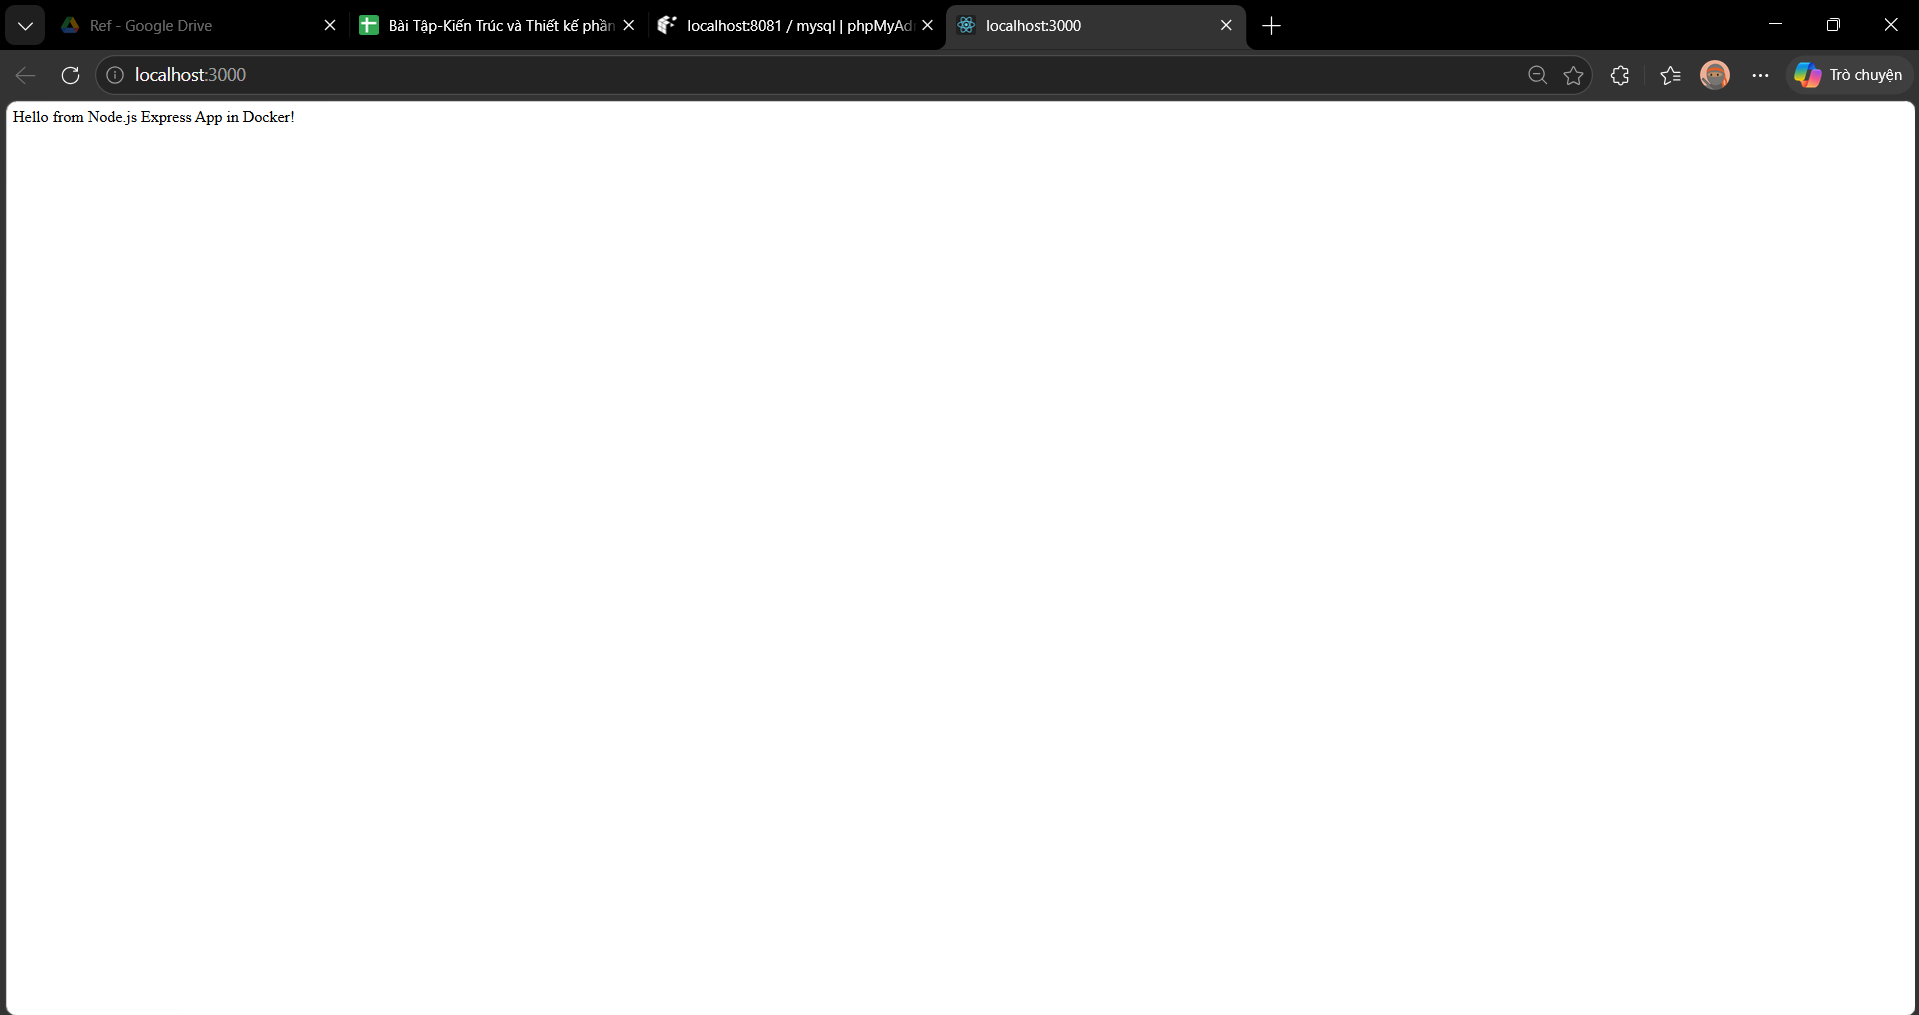 Ref - Google Drive
Bài Tập-Kiến Trúc và Thiết kế phần
localhost:8081 / mysql | phpMyAd
localhost:3000
localhost:3000
Trò chuyện
Hello from Node.js Express App in Docker!